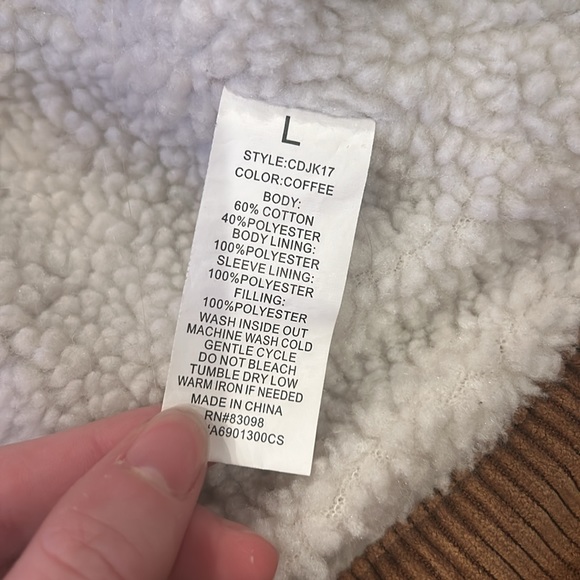 L
STYLE:CDJK17
COLOR:COFFEE
BODY:
60% COTTON
40%POLYESTER
BODY LINING:
100%POLYESTER
SLEEVE LINING:
100%POLYESTER
FILLING:
100%POLYESTER
WASH INSIDE OUT
MACHINE WASH COLD
GENTLE CYCLE
DO NOT BLEACH
TUMBLE DRY LOW
WARM IRON IF NEEDED
MADE IN CHINA
RN#83098